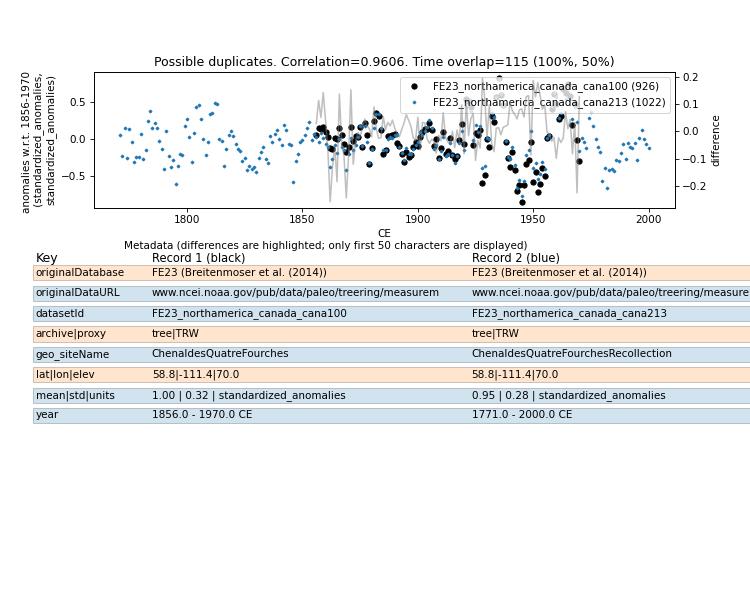 Possible duplicates. Correlation=0.9606. Time overlap=115 (100%, 50%)
anomalies w.r.t. 1856-1970
(standardized_anomalies,
standardized_anomalies)
0.5
0.0
−0.5
FE23_northamerica_canada_cana100 (926)
FE23_northamerica_canada_cana213 (1022)
0.2
0.1
0.0
−0.1
−0.2
difference
1800
1850
1900
1950
2000
CE
Metadata (differences are highlighted; only first 50 characters are displayed)
Key Record 1 (black) Record 2 (blue)
originalDatabase FE23 (Breitenmoser et al. (2014)) FE23 (Breitenmoser et al. (2014))
originalDataURL www.ncei.noaa.gov/pub/data/paleo/treering/measurem www.ncei.noaa.gov/pub/data/paleo/treering/measure
datasetId FE23_northamerica_canada_cana100 FE23_northamerica_canada_cana213
archive|proxy tree|TRW tree|TRW
geo_siteName ChenaldesQuatreFourches ChenaldesQuatreFourchesRecollection
lat|lon|elev 58.8|-111.4|70.0 58.8|-111.4|70.0
mean|std|units 1.00 | 0.32 | standardized_anomalies 0.95 | 0.28 | standardized_anomalies
year 1856.0 - 1970.0 CE 1771.0 - 2000.0 CE